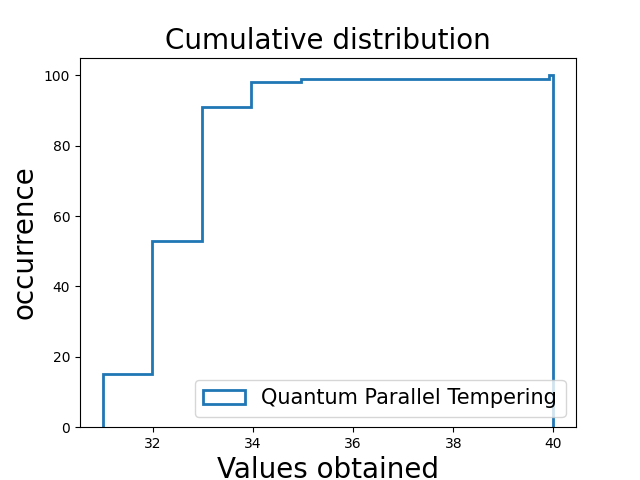 Cumulative distribution
occurrence
100
80
60
40
20
0
Quantum Parallel Tempering
32 34 36 38 40
Values obtained